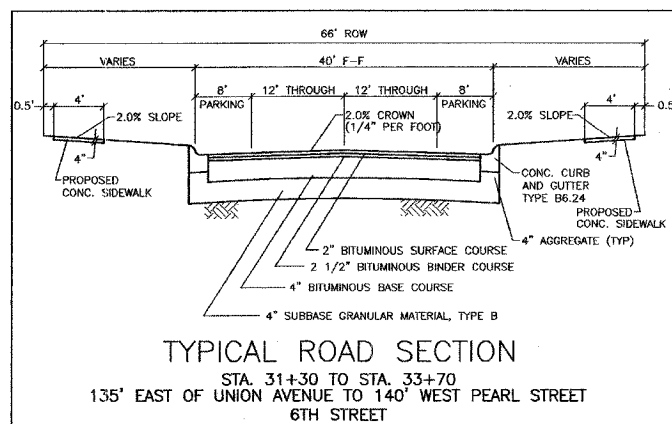 66' ROW
VARIES
40' F-F
VARIES
0.5'
4'
8'
12' THROUGH
12' THROUGH
8'
4'
0.5'
PARKING
PARKING
2.0% SLOPE
2.0% CROWN
(1/4" PER FOOT)
2.0% SLOPE
4"
4"
PROPOSED
CONC. SIDEWALK
CONC. CURB
AND GUTTER
TYPE B6.24
PROPOSED
CONC. SIDEWALK
4" AGGREGATE (TYP)
2" BITUMINOUS SURFACE COURSE
2 1/2" BITUMINOUS BINDER COURSE
4" BITUMINOUS BASE COURSE
4" SUBBASE GRANULAR MATERIAL, TYPE B
TYPICAL ROAD SECTION
STA. 31+30 TO STA. 33+70
135' EAST OF UNION AVENUE TO 140' WEST PEARL STREET
6TH STREET